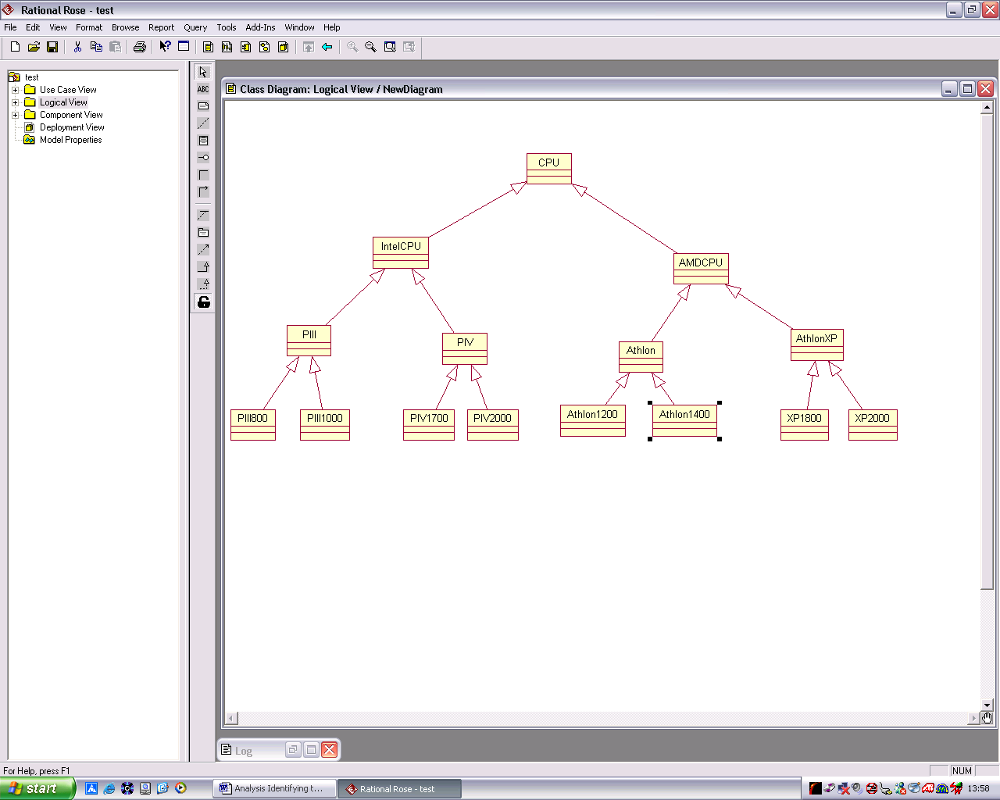 Rational Rose - test
File Edit View Format Browse Report Query Tools Add-Ins Window Help
test
Use Case View
Logical View
Component View
Deployment View
Model Properties
ABC
Class Diagram: Logical View / NewDiagram
CPU
IntelCPU
AMDCPU
PIII
PIV
Athlon
AthlonXP
PIII800
PIII1000
PIV1700
PIV2000
Athlon1200
Athlon1400
XP1800
XP2000
Log
For Help, press F1
NUM
start
Analysis Identifying t...
Rational Rose - test
13:58